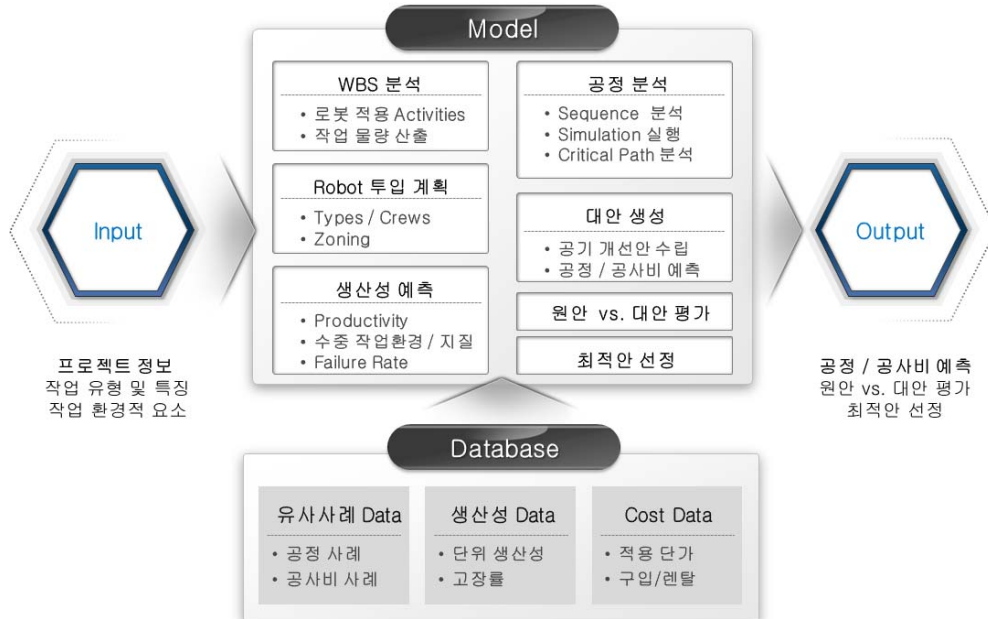 Model
WBS 분석
• 로봇 적용 Activities
• 작업 물량 산출
Robot 투입 계획
• Types / Crews
• Zoning
생산성 예측
• Productivity
• 수중 작업환경 / 지질
• Failure Rate
공정 분석
• Sequence 분석
• Simulation 실행
• Critical Path 분석
대안 생성
• 공기 개선안 수립
• 공정 / 공사비 예측
원안 vs. 대안 평가
최적안 선정
Input
프로젝트 정보
작업 유형 및 특징
작업 환경적 요소
Output
공정 / 공사비 예측
원안 vs. 대안 평가
최적안 선정
Database
유사사례 Data
• 공정 사례
• 공사비 사례
생산성 Data
• 단위 생산성
• 고장률
Cost Data
• 적용 단가
• 구입/렌탈